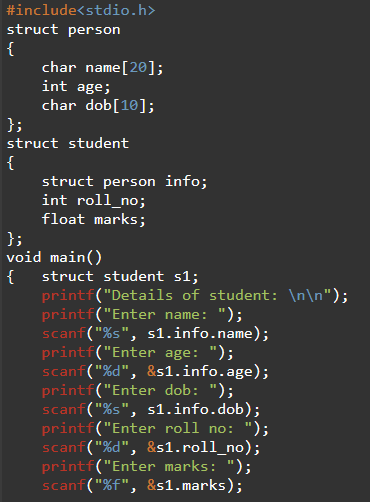 #include<stdio.h>
struct person
{
    char name[20];
    int age;
    char dob[10];
};
struct student
{
    struct person info;
    int roll_no;
    float marks;
};
void main()
{   struct student s1;
    printf("Details of student: \n\n");
    printf("Enter name: ");
    scanf("%s", s1.info.name);
    printf("Enter age: ");
    scanf("%d", &s1.info.age);
    printf("Enter dob: ");
    scanf("%s", s1.info.dob);
    printf("Enter roll no: ");
    scanf("%d", &s1.roll_no);
    printf("Enter marks: ");
    scanf("%f", &s1.marks);